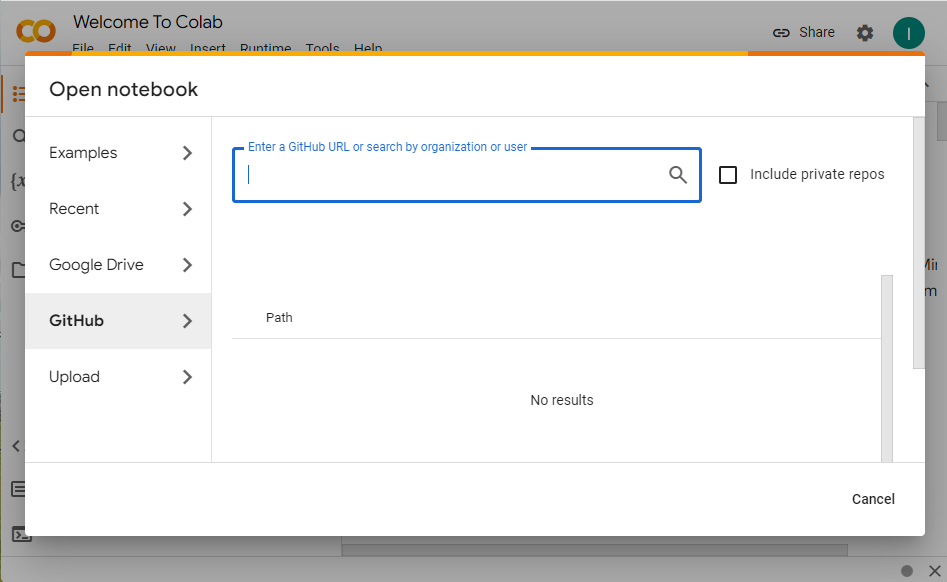 Welcome To Colab
File Edit View Insert Runtime Tools Help
Share
I
Open notebook
Examples
Recent
Google Drive
GitHub
Upload
Enter a GitHub URL or search by organization or user
Include private repos
Path
No results
Cancel